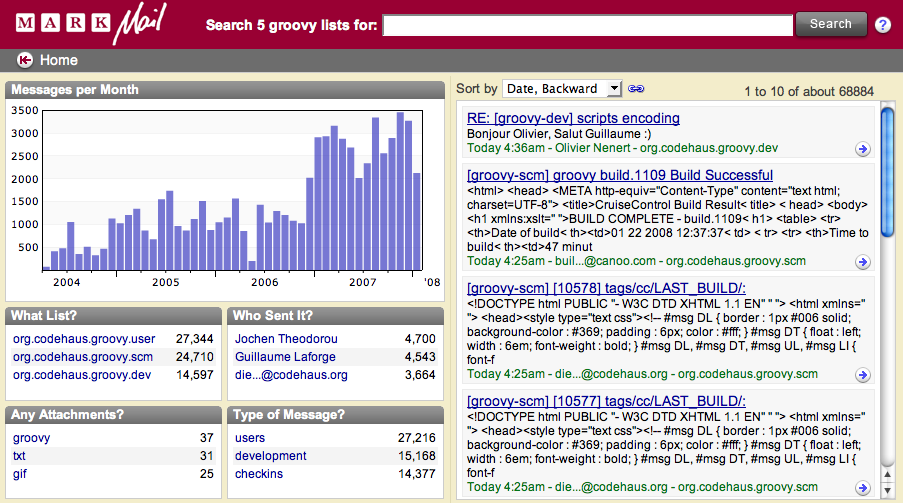 MARK Mail
Search 5 groovy lists for:
Search
?
Home
Messages per Month
3500
3000
2500
2000
1500
1000
500
2004 2005 2006 2007 '08
What List?
org.codehaus.groovy.user 27,344
org.codehaus.groovy.scm 24,710
org.codehaus.groovy.dev 14,597
Who Sent It?
Jochen Theodorou 4,700
Guillaume Laforge 4,543
die...@codehaus.org 3,664
Any Attachments?
groovy 37
txt 31
gif 25
Type of Message?
users 27,216
development 15,168
checkins 14,377
Sort by Date, Backward 1 to 10 of about 68884
RE: [groovy-dev] scripts encoding
Bonjour Olivier, Salut Guillaume :)
Today 4:36am - Olivier Nenert - org.codehaus.groovy.dev
[groovy-scm] groovy build.1109 Build Successful
<html> <head> <META http-equiv="Content-Type" content="text html;
charset=UTF-8"> <title>CruiseControl Build Result< title> < head> <body>
<h1 xmlns:xslt=" ">BUILD COMPLETE - build.1109< h1> <table> <tr>
<th>Date of build< th><td>01 22 2008 12:37:37< td> < tr> <tr> <th>Time to
build< th><td>47 minut
Today 4:25am - buil...@canoo.com - org.codehaus.groovy.scm
[groovy-scm] [10578] tags/cc/LAST_BUILD/:
<!DOCTYPE html PUBLIC "- W3C DTD XHTML 1.1 EN" " "> <html xmlns="
"> <head><style type="text css"><!-- #msg DL { border : 1px #006 solid;
background-color : #369; padding : 6px; color : #fff; } #msg DT { float : left;
width : 6em; font-weight : bold; } #msg DL, #msg DT, #msg UL, #msg LI {
font-f
Today 4:25am - die...@codehaus.org - org.codehaus.groovy.scm
[groovy-scm] [10577] tags/cc/LAST_BUILD/:
<!DOCTYPE html PUBLIC "- W3C DTD XHTML 1.1 EN" " "> <html xmlns="
"> <head><style type="text css"><!-- #msg DL { border : 1px #006 solid;
background-color : #369; padding : 6px; color : #fff; } #msg DT { float : left;
width : 6em; font-weight : bold; } #msg DL, #msg DT, #msg UL, #msg LI {
font-f
Today 4:25am - die...@codehaus.org - org.codehaus.groovy.scm